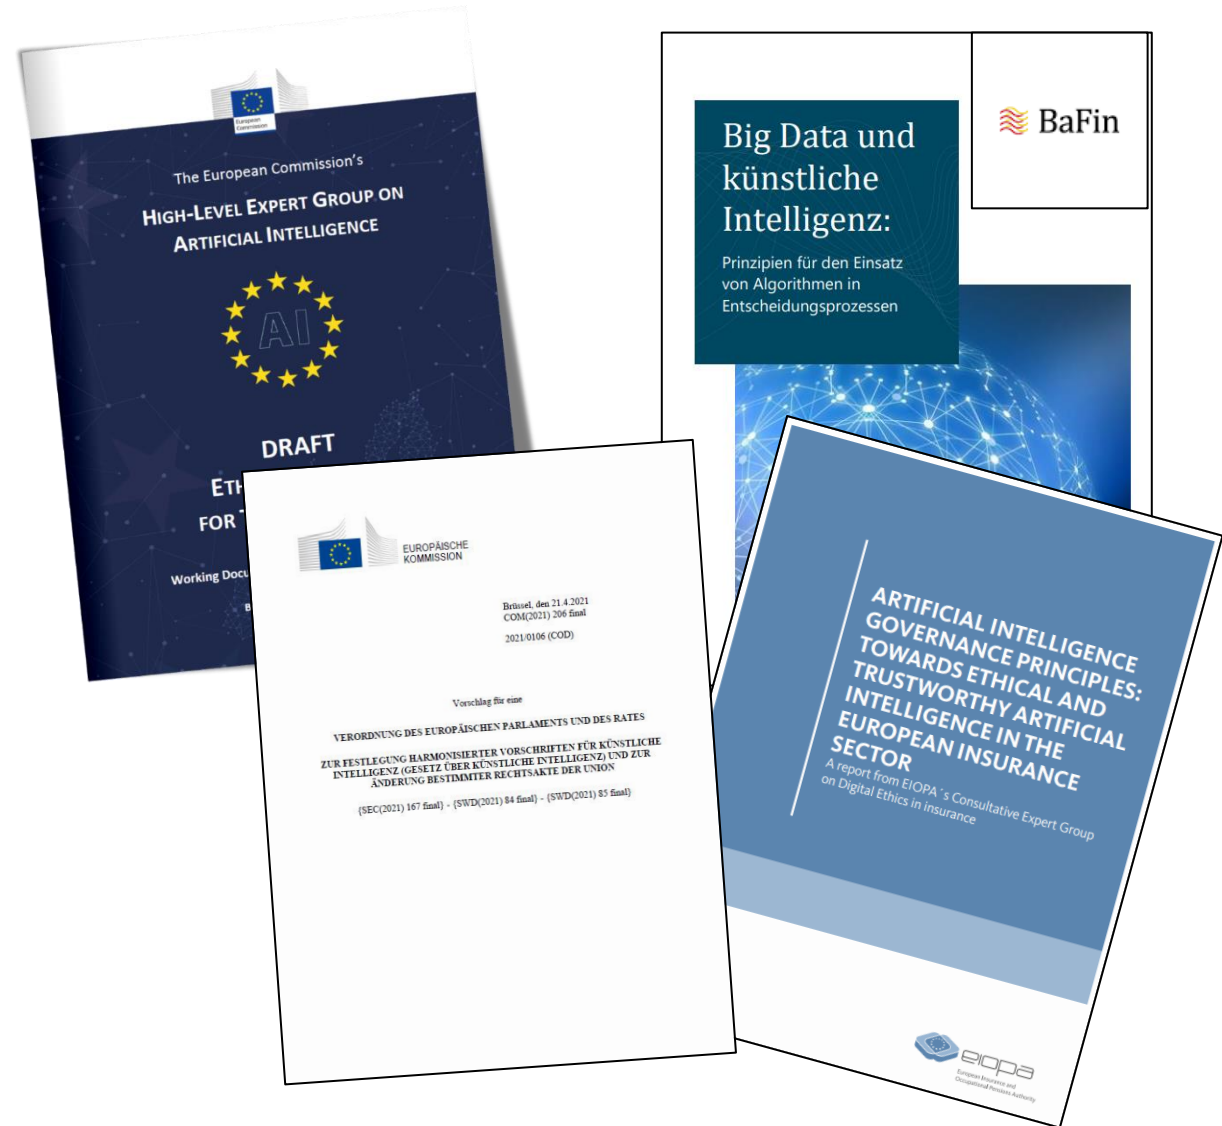 European
Commission
The European Commission's
HIGH-LEVEL EXPERT GROUP ON
ARTIFICIAL INTELLIGENCE
AI
DRAFT
FOR
Working
BaFin
Big Data und
künstliche
Intelligenz:
Prinzipien für den Einsatz
von Algorithmen in
Entscheidungsprozessen
EUROPÄISCHE
KOMMISSION
Brüssel, den 21.4.2021
COM(2021) 206 final
2021/0106 (COD)
Vorschlag für eine
VERORDNUNG DES EUROPÄISCHEN PARLAMENTS UND DES RATES
ZUR FESTLEGUNG HARMONISIERTER VORSCHRIFTEN FÜR KÜNSTLICHE
INTELLIGENZ (GESETZ ÜBER KÜNSTLICHE INTELLIGENZ) UND ZUR
ÄNDERUNG BESTIMMTER RECHTSAKTE DER UNION
{SEC(2021) 167 final} - {SWD(2021) 84 final} - {SWD(2021) 85 final}
ARTIFICIAL INTELLIGENCE
GOVERNANCE PRINCIPLES:
TOWARDS ETHICAL AND
TRUSTWORTHY ARTIFICIAL
INTELLIGENCE IN THE
EUROPEAN INSURANCE
SECTOR
A report from EIOPA´s Consultative Expert Group
on Digital Ethics in insurance
eiopa
European Insurance and
Occupational Pensions Authority